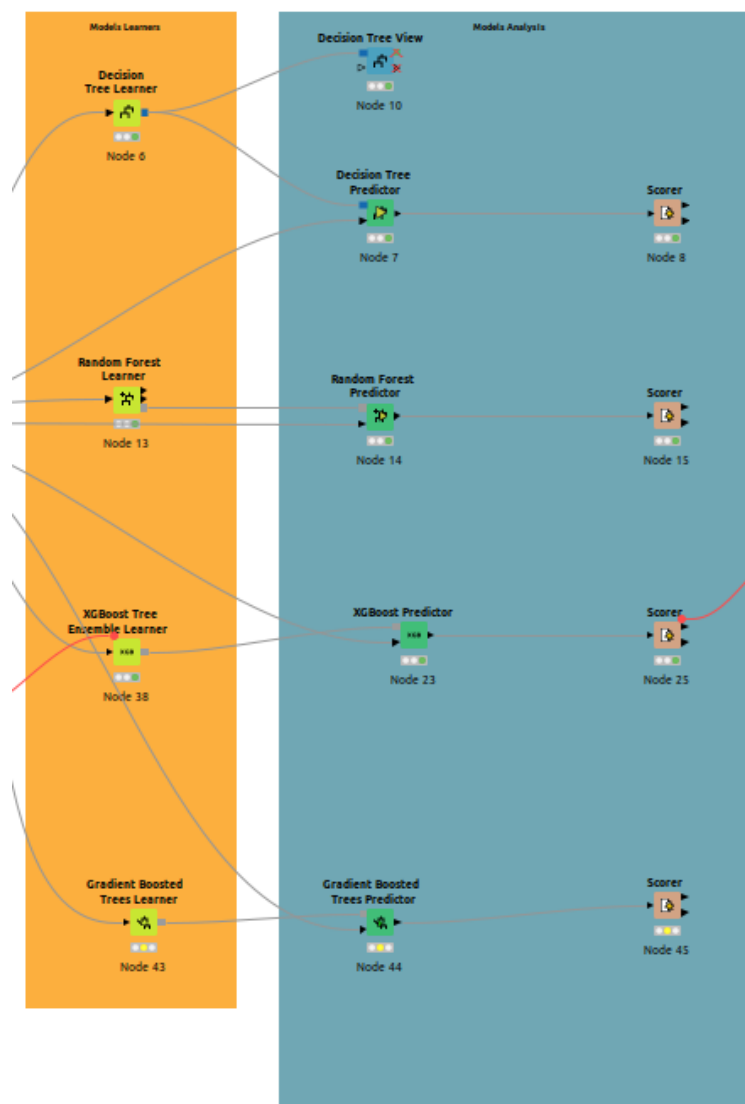 Models Learners
Models Analysis
Decision Tree View
Node 10
Decision
Tree Learner
Node 6
Decision Tree
Predictor
Node 7
Scorer
Node 8
Random Forest
Learner
Node 13
Random Forest
Predictor
Node 14
Scorer
Node 15
XGBoost Tree
Ensemble Learner
XGB
Node 38
XGBoost Predictor
XGB
Node 23
Scorer
Node 25
Gradient Boosted
Trees Learner
Node 43
Gradient Boosted
Trees Predictor
Node 44
Scorer
Node 45